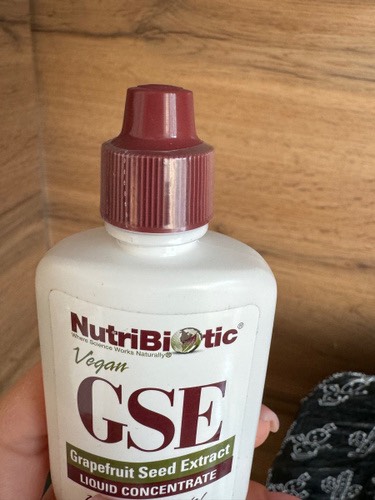 NutriBiotic®
Where Science Works Naturally®
Vegan
GSE
Grapefruit Seed Extract
LIQUID CONCENTRATE